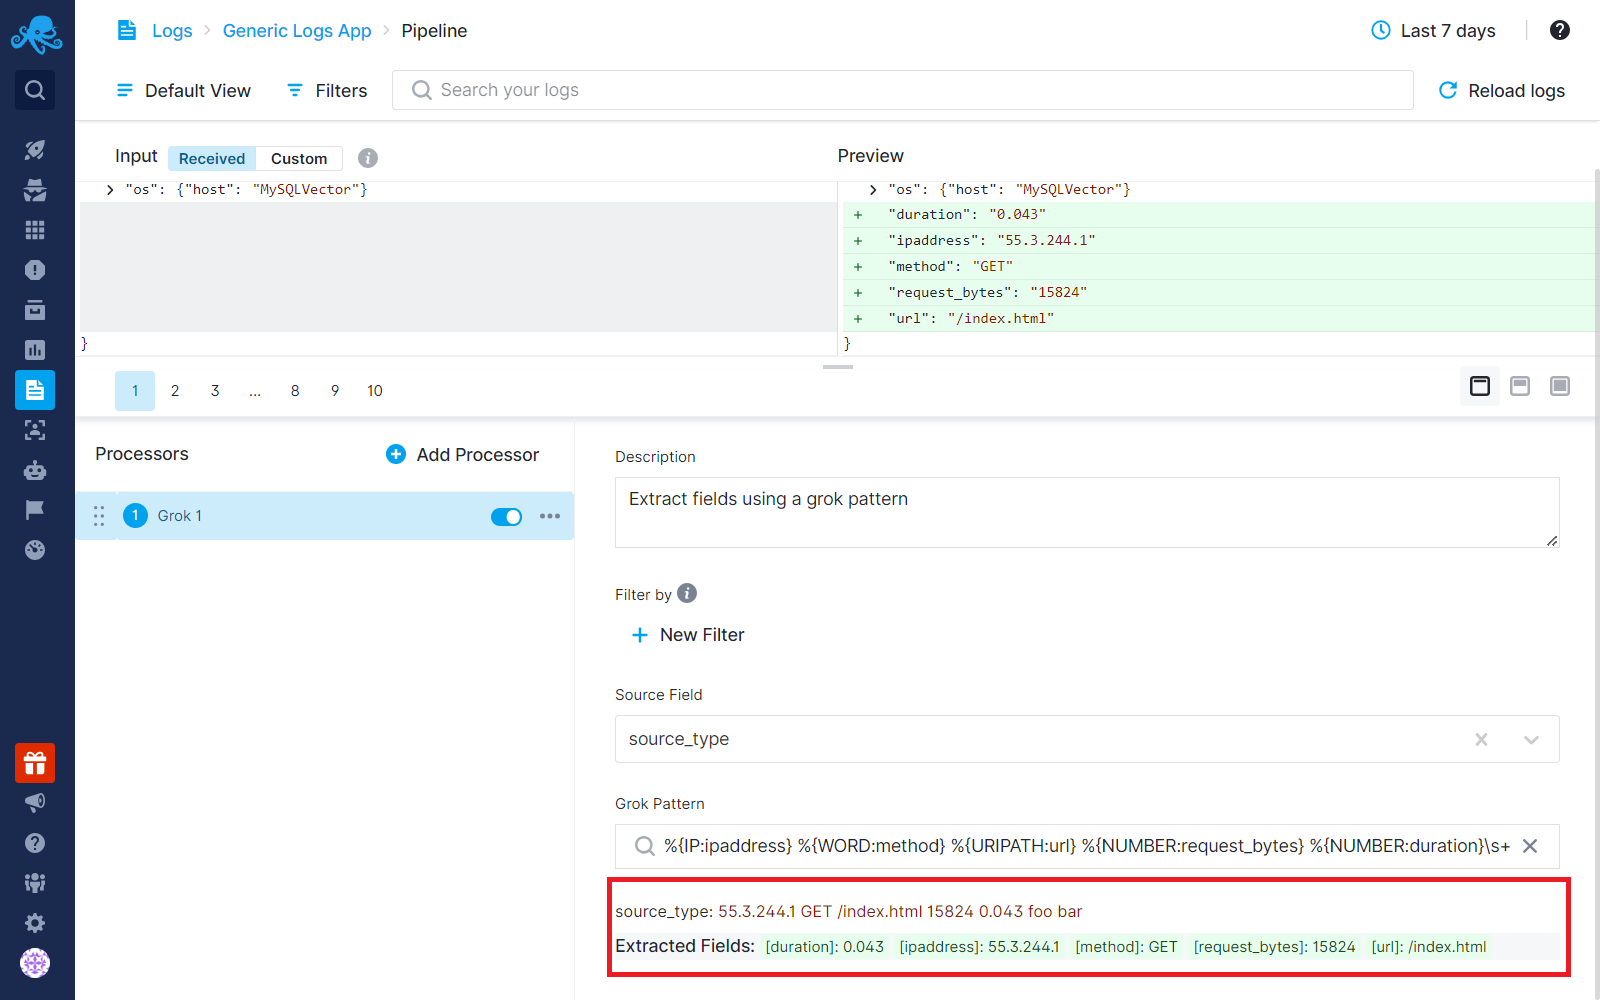 Logs > Generic Logs App > Pipeline
Last 7 days
Default View
Filters
Search your logs
Reload logs
Input
Received
Custom
Preview
"os": {"host": "MySQLVector"}
}
"os": {"host": "MySQLVector"}
+ "duration": "0.043"
+ "ipaddress": "55.3.244.1"
+ "method": "GET"
+ "request_bytes": "15824"
+ "url": "/index.html"
}
1 2 3 ... 8 9 10
Processors
Add Processor
1 Grok 1
Description
Extract fields using a grok pattern
Filter by
New Filter
Source Field
source_type
Grok Pattern
%{IP:ipaddress} %{WORD:method} %{URIPATH:url} %{NUMBER:request_bytes} %{NUMBER:duration}\s+
source_type: 55.3.244.1 GET /index.html 15824 0.043 foo bar
Extracted Fields: [duration]: 0.043 [ipaddress]: 55.3.244.1 [method]: GET [request_bytes]: 15824 [url]: /index.html